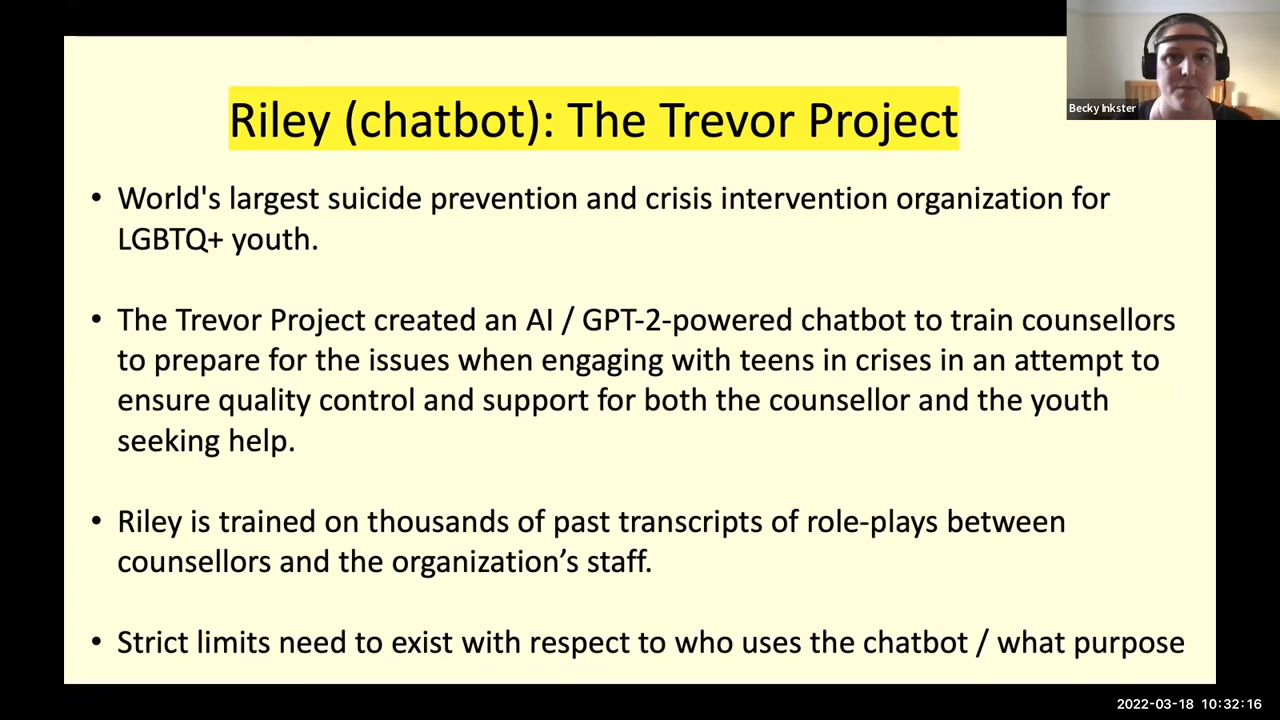 Riley (chatbot): The Trevor Project
Becky Inkster
• World's largest suicide prevention and crisis intervention organization for
LGBTQ+ youth.
• The Trevor Project created an AI / GPT-2-powered chatbot to train counsellors
to prepare for the issues when engaging with teens in crises in an attempt to
ensure quality control and support for both the counsellor and the youth
seeking help.
• Riley is trained on thousands of past transcripts of role-plays between
counsellors and the organization’s staff.
• Strict limits need to exist with respect to who uses the chatbot / what purpose
2022-03-18 10:32:16